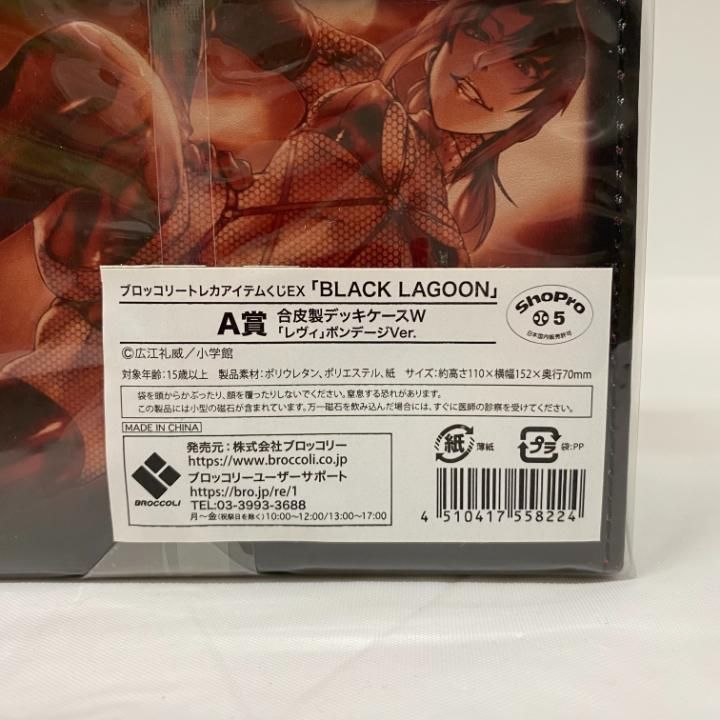 ブロッコリートレカアイテムくじEX「BLACK LAGOON」
A賞 合皮製デッキケースW
「レヴィ」ボンデージVer.
ShoPro
5
日本国内販売許可
©広江礼威／小学館
対象年齢：15歳以上 製品素材：ポリウレタン、ポリエステル、紙 サイズ：約高さ110×横幅152×奥行70mm
袋を頭からかぶったり、顔を覆ったりしないでください。窒息する恐れがあります。
この製品には小型の磁石が含まれています。万一磁石を飲み込んだ場合には、すぐに医師の診察を受けてください。
MADE IN CHINA
BROCCOLI
発売元：株式会社ブロッコリー
https://www.broccoli.co.jp
ブロッコリーユーザーサポート
https://bro.jp/re/1
TEL:03-3993-3688
月～金(祝祭日を除く)10:00～12:00/13:00～17:00
紙 薄紙
プラ 袋:PP
4 510417 558224